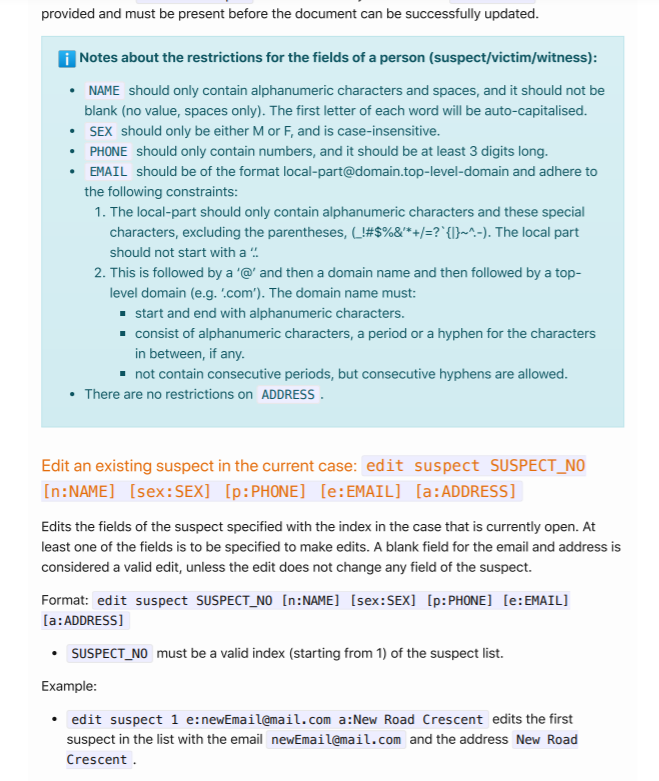 provided and must be present before the document can be successfully updated.
Notes about the restrictions for the fields of a person (suspect/victim/witness):
• NAME should only contain alphanumeric characters and spaces, and it should not be
blank (no value, spaces only). The first letter of each word will be auto-capitalised.
• SEX should only be either M or F, and is case-insensitive.
• PHONE should only contain numbers, and it should be at least 3 digits long.
• EMAIL should be of the format local-part@domain.top-level-domain and adhere to
the following constraints:
1. The local-part should only contain alphanumeric characters and these special
characters, excluding the parentheses, (_!#$%&'*+/=?`{|}~^.-). The local part
should not start with a '.'.
2. This is followed by a '@' and then a domain name and then followed by a top-
level domain (e.g. '.com'). The domain name must:
▪ start and end with alphanumeric characters.
▪ consist of alphanumeric characters, a period or a hyphen for the characters
in between, if any.
▪ not contain consecutive periods, but consecutive hyphens are allowed.
• There are no restrictions on ADDRESS .
Edit an existing suspect in the current case: edit suspect SUSPECT_NO
[n:NAME] [sex:SEX] [p:PHONE] [e:EMAIL] [a:ADDRESS]
Edits the fields of the suspect specified with the index in the case that is currently open. At
least one of the fields is to be specified to make edits. A blank field for the email and address is
considered a valid edit, unless the edit does not change any field of the suspect.
Format: edit suspect SUSPECT_NO [n:NAME] [sex:SEX] [p:PHONE] [e:EMAIL]
[a:ADDRESS]
• SUSPECT_NO must be a valid index (starting from 1) of the suspect list.
Example:
• edit suspect 1 e:newEmail@mail.com a:New Road Crescent edits the first
suspect in the list with the email newEmail@mail.com and the address New Road
Crescent .